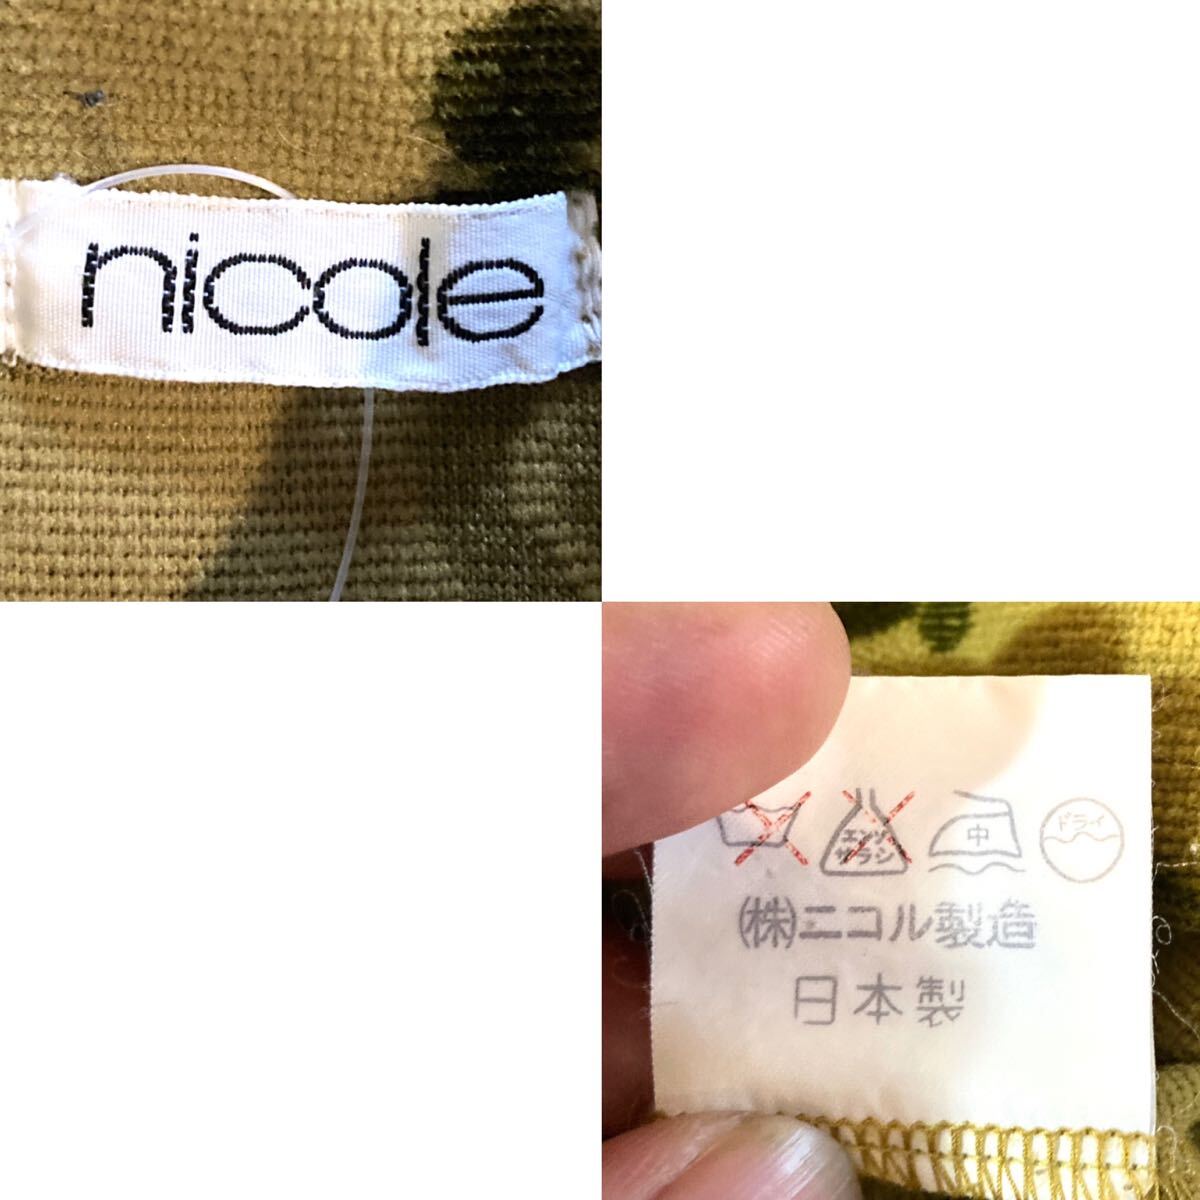 nicole
エンソ サラシ 中 ドライ
㈱ニコル製造
日本製